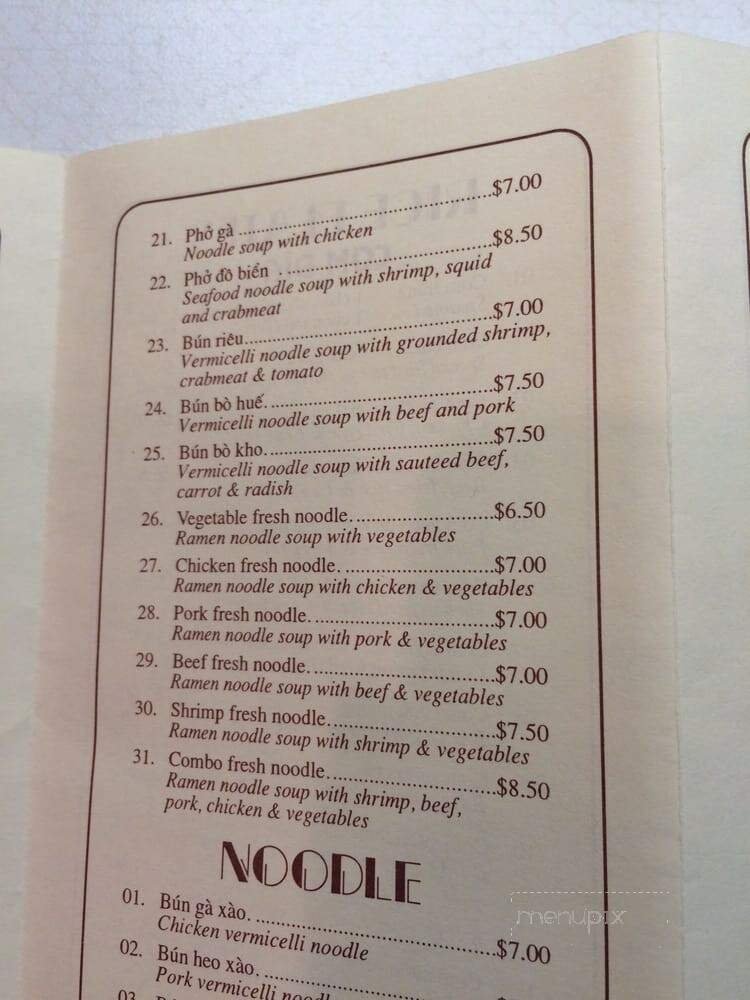 21. Phở gà ........ $7.00
Noodle soup with chicken
22. Phở đồ biển ........ $8.50
Seafood noodle soup with shrimp, squid
and crabmeat
23. Bún riêu........ $7.00
Vermicelli noodle soup with grounded shrimp,
crabmeat & tomato
24. Bún bò huế........ $7.50
Vermicelli noodle soup with beef and pork
25. Bún bò kho........ $7.50
Vermicelli noodle soup with sauteed beef,
carrot & radish
26. Vegetable fresh noodle........ $6.50
Ramen noodle soup with vegetables
27. Chicken fresh noodle........ $7.00
Ramen noodle soup with chicken & vegetables
28. Pork fresh noodle........ $7.00
Ramen noodle soup with pork & vegetables
29. Beef fresh noodle........ $7.00
Ramen noodle soup with beef & vegetables
30. Shrimp fresh noodle........ $7.50
Ramen noodle soup with shrimp & vegetables
31. Combo fresh noodle........ $8.50
Ramen noodle soup with shrimp, beef,
pork, chicken & vegetables
NOODLE
01. Bún gà xào........ $7.00
Chicken vermicelli noodle
02. Bún heo xào........
Pork vermicelli noodle
03.
menupix